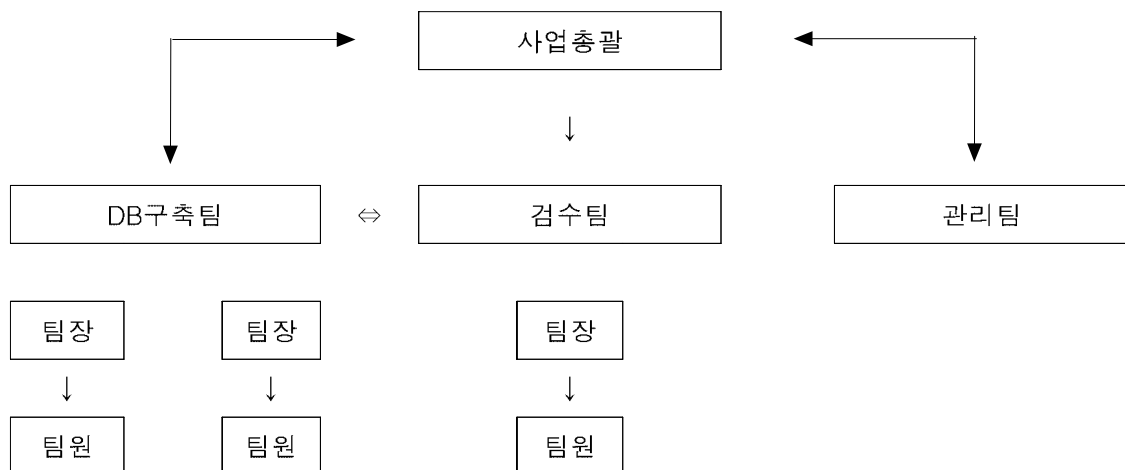 사업총괄
↓
DB구축팀 ⇔ 검수팀 관리팀
팀장 팀장 팀장
↓ ↓ ↓
팀원 팀원 팀원